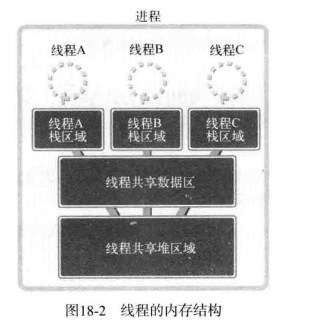 进程
线程A 线程B 线程C
线程A 线程B 线程C
栈区域 栈区域 栈区域
线程共享数据区
线程共享堆区域
图18-2 线程的内存结构